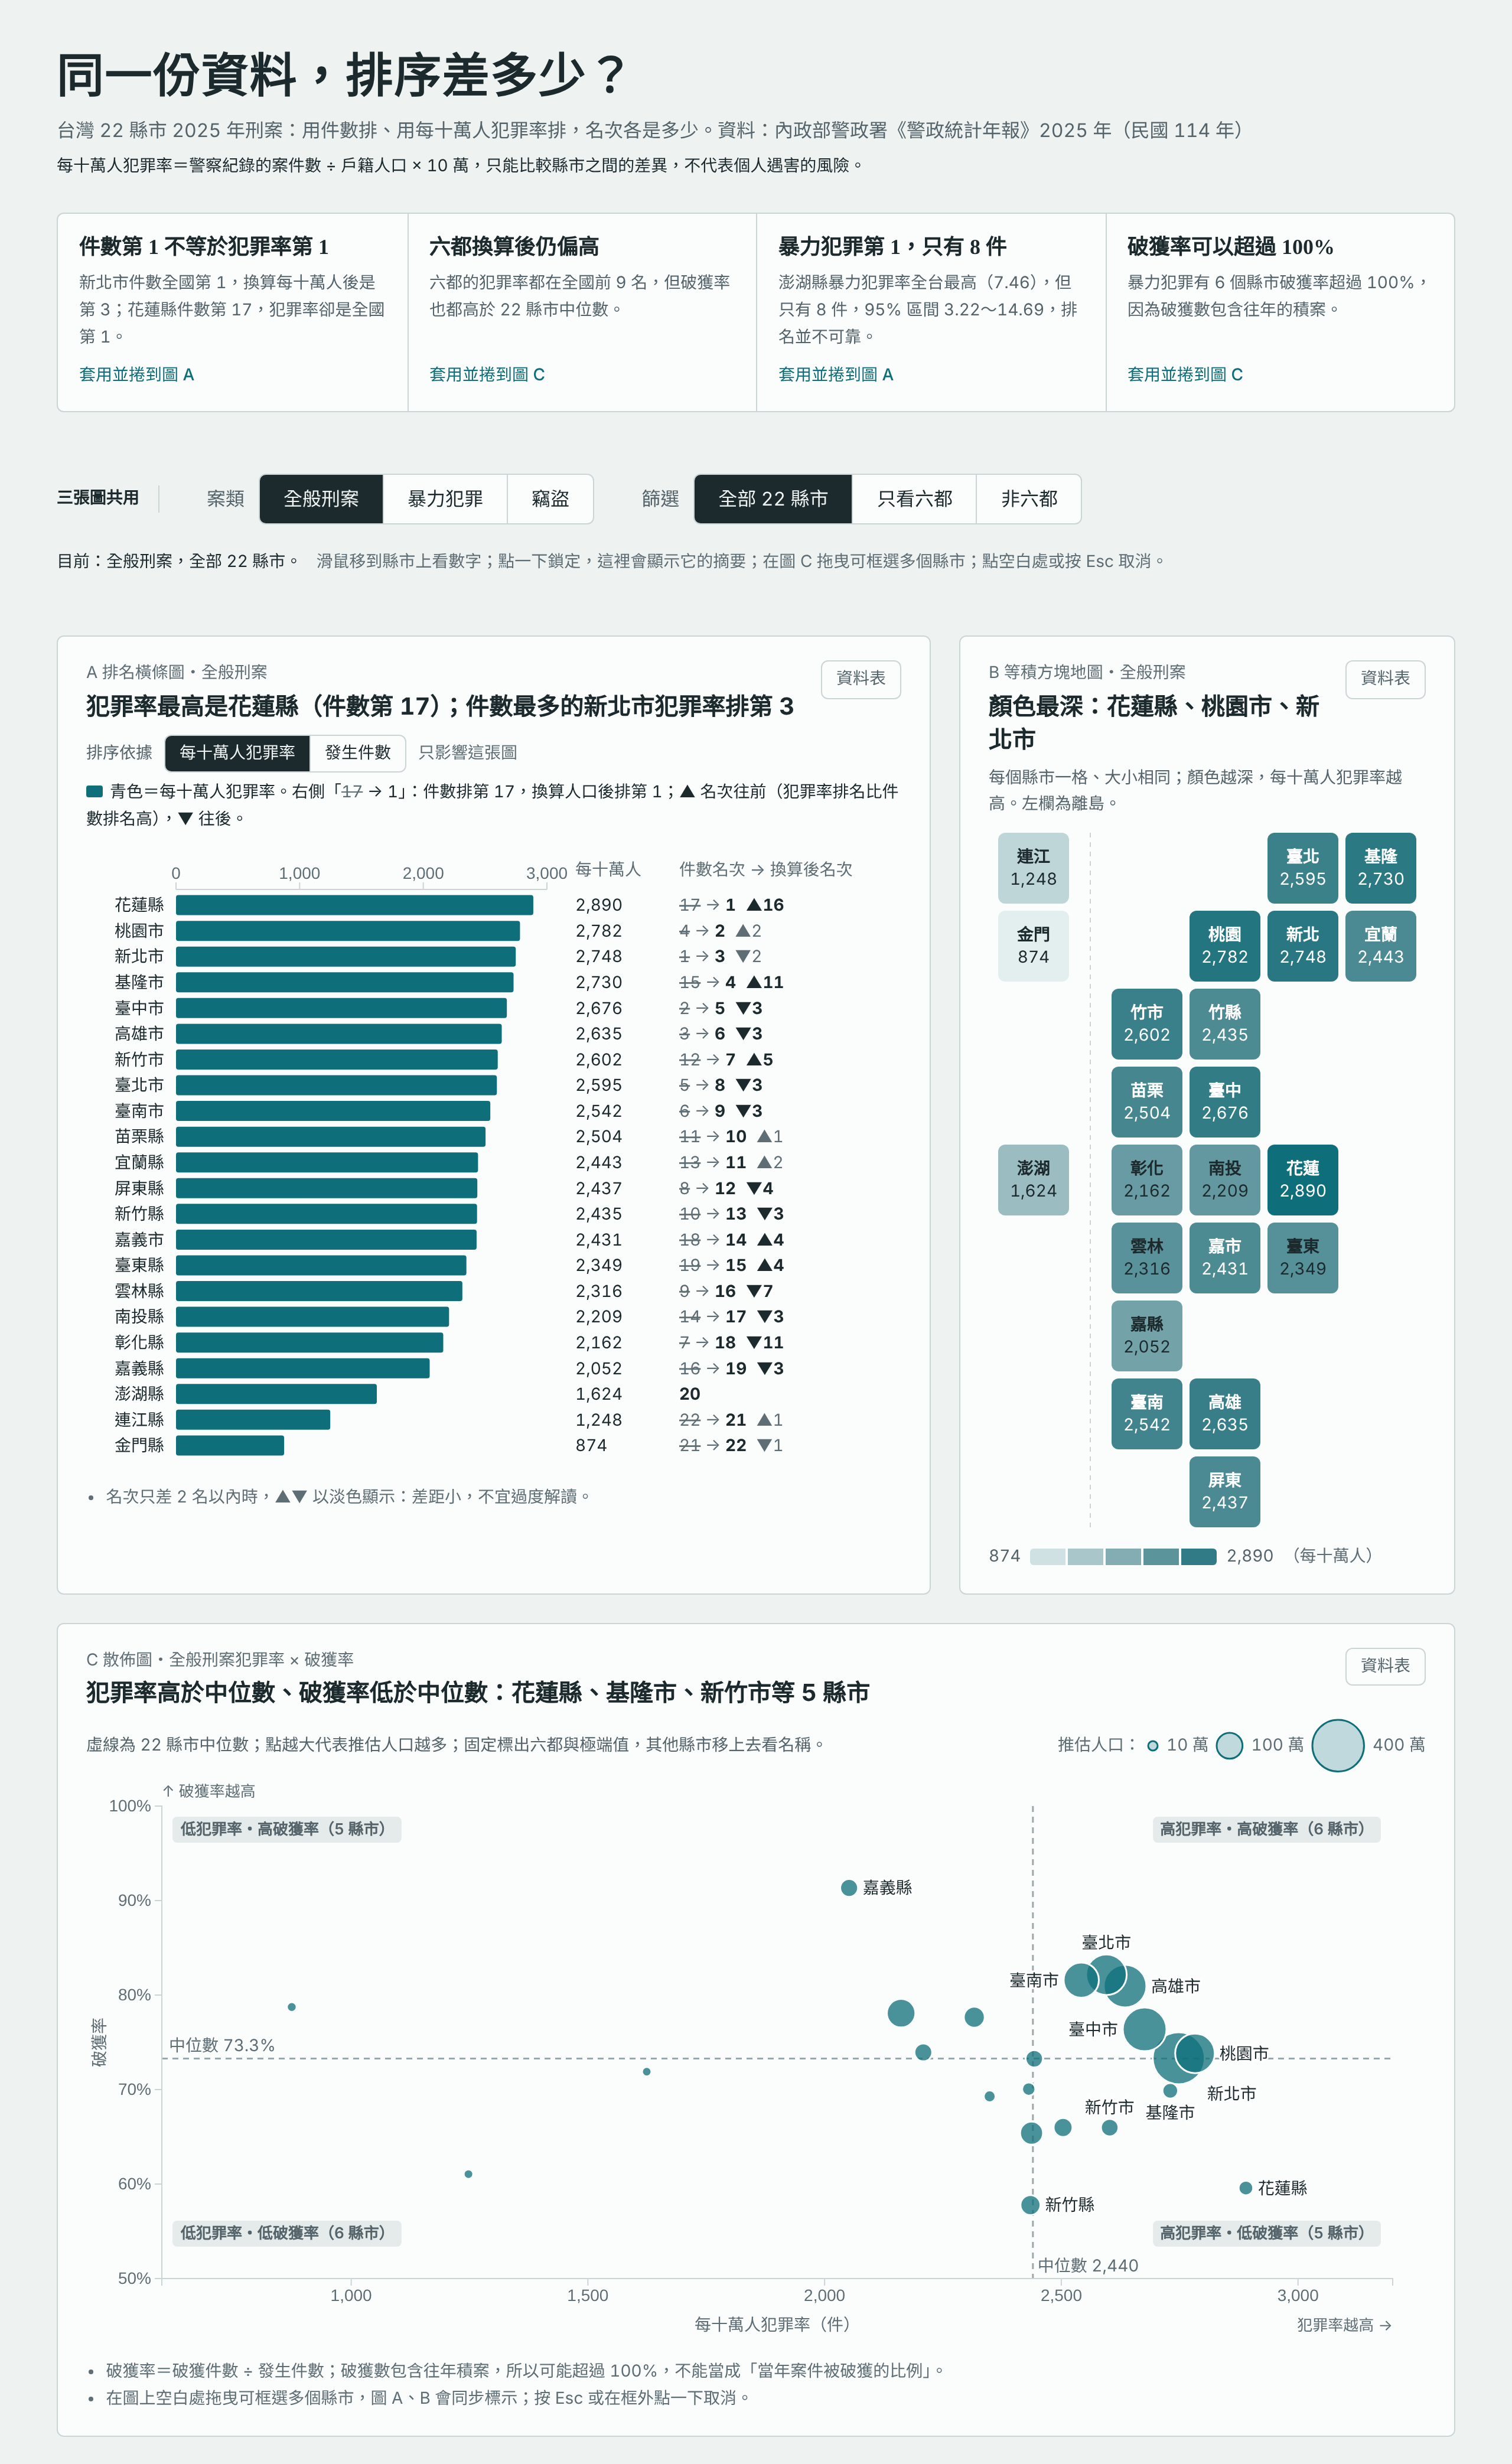 同一份資料，排序差多少？
台灣 22 縣市 2025 年刑案：用件數排、用每十萬人犯罪率排，名次各是多少。資料：內政部警政署《警政統計年報》2025 年（民國 114 年）
每十萬人犯罪率＝警察紀錄的案件數 ÷ 戶籍人口 × 10 萬，只能比較縣市之間的差異，不代表個人遇害的風險。
件數第 1 不等於犯罪率第 1
新北市件數全國第 1，換算每十萬人後是
第 3；花蓮縣件數第 17，犯罪率卻是全國
第 1。
套用並捲到圖 A
六都換算後仍偏高
六都的犯罪率都在全國前 9 名，但破獲率
也都高於 22 縣市中位數。
套用並捲到圖 C
暴力犯罪第 1，只有 8 件
澎湖縣暴力犯罪率全台最高（7.46），但
只有 8 件，95% 區間 3.22～14.69，排
名並不可靠。
套用並捲到圖 A
破獲率可以超過 100%
暴力犯罪有 6 個縣市破獲率超過 100%，
因為破獲數包含往年的積案。
套用並捲到圖 C
三張圖共用 案類 全般刑案 暴力犯罪 竊盜 篩選 全部 22 縣市 只看六都 非六都
目前：全般刑案，全部 22 縣市。 滑鼠移到縣市上看數字；點一下鎖定，這裡會顯示它的摘要；在圖 C 拖曳可框選多個縣市；點空白處或按 Esc 取消。
A 排名橫條圖・全般刑案
資料表
犯罪率最高是花蓮縣（件數第 17）；件數最多的新北市犯罪率排第 3
排序依據 每十萬人犯罪率 發生件數 只影響這張圖
青色＝每十萬人犯罪率。右側「17 → 1」：件數排第 17，換算人口後排第 1；▲ 名次往前（犯罪率排名比件
數排名高），▼ 往後。
0 1,000 2,000 3,000 每十萬人 件數名次 → 換算後名次
花蓮縣 2,890 17 → 1 ▲16
桃園市 2,782 4 → 2 ▲2
新北市 2,748 1 → 3 ▼2
基隆市 2,730 15 → 4 ▲11
臺中市 2,676 2 → 5 ▼3
高雄市 2,635 3 → 6 ▼3
新竹市 2,602 12 → 7 ▲5
臺北市 2,595 5 → 8 ▼3
臺南市 2,542 6 → 9 ▼3
苗栗縣 2,504 11 → 10 ▲1
宜蘭縣 2,443 13 → 11 ▲2
屏東縣 2,437 8 → 12 ▼4
新竹縣 2,435 10 → 13 ▼3
嘉義市 2,431 18 → 14 ▲4
臺東縣 2,349 19 → 15 ▲4
雲林縣 2,316 9 → 16 ▼7
南投縣 2,209 14 → 17 ▼3
彰化縣 2,162 7 → 18 ▼11
嘉義縣 2,052 16 → 19 ▼3
澎湖縣 1,624 20
連江縣 1,248 22 → 21 ▲1
金門縣 874 21 → 22 ▼1
• 名次只差 2 名以內時，▲▼ 以淡色顯示：差距小，不宜過度解讀。
B 等積方塊地圖・全般刑案
資料表
顏色最深：花蓮縣、桃園市、新
北市
每個縣市一格、大小相同；顏色越深，每十萬人犯罪率越
高。左欄為離島。
連江 臺北 基隆
1,248 2,595 2,730
金門 桃園 新北 宜蘭
874 2,782 2,748 2,443
竹市 竹縣
2,602 2,435
苗栗 臺中
2,504 2,676
澎湖 彰化 南投 花蓮
1,624 2,162 2,209 2,890
雲林 嘉市 臺東
2,316 2,431 2,349
嘉縣
2,052
臺南 高雄
2,542 2,635
屏東
2,437
874 2,890 （每十萬人）
C 散佈圖・全般刑案犯罪率 × 破獲率
資料表
犯罪率高於中位數、破獲率低於中位數：花蓮縣、基隆市、新竹市等 5 縣市
虛線為 22 縣市中位數；點越大代表推估人口越多；固定標出六都與極端值，其他縣市移上去看名稱。
推估人口： 10 萬 100 萬 400 萬
↑ 破獲率越高
100%
低犯罪率・高破獲率（5 縣市） 高犯罪率・高破獲率（6 縣市）
90%
嘉義縣
臺北市
80%
臺南市 高雄市
臺中市
破獲率
中位數 73.3%
桃園市
70%
新北市
新竹市 基隆市
60%
花蓮縣
新竹縣
低犯罪率・低破獲率（6 縣市） 高犯罪率・低破獲率（5 縣市）
中位數 2,440
50%
1,000 1,500 2,000 2,500 3,000
每十萬人犯罪率（件） 犯罪率越高 →
• 破獲率＝破獲件數 ÷ 發生件數；破獲數包含往年積案，所以可能超過 100%，不能當成「當年案件被破獲的比例」。
• 在圖上空白處拖曳可框選多個縣市，圖 A、B 會同步標示；按 Esc 或在框外點一下取消。